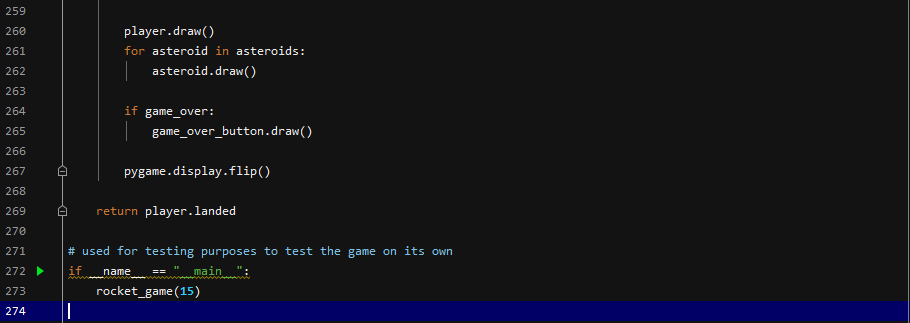 259
260 player.draw()
261 for asteroid in asteroids:
262 asteroid.draw()
263
264 if game_over:
265 game_over_button.draw()
266
267 pygame.display.flip()
268
269 return player.landed
270
271 # used for testing purposes to test the game on its own
272 if __name__ == "__main__":
273 rocket_game(15)
274